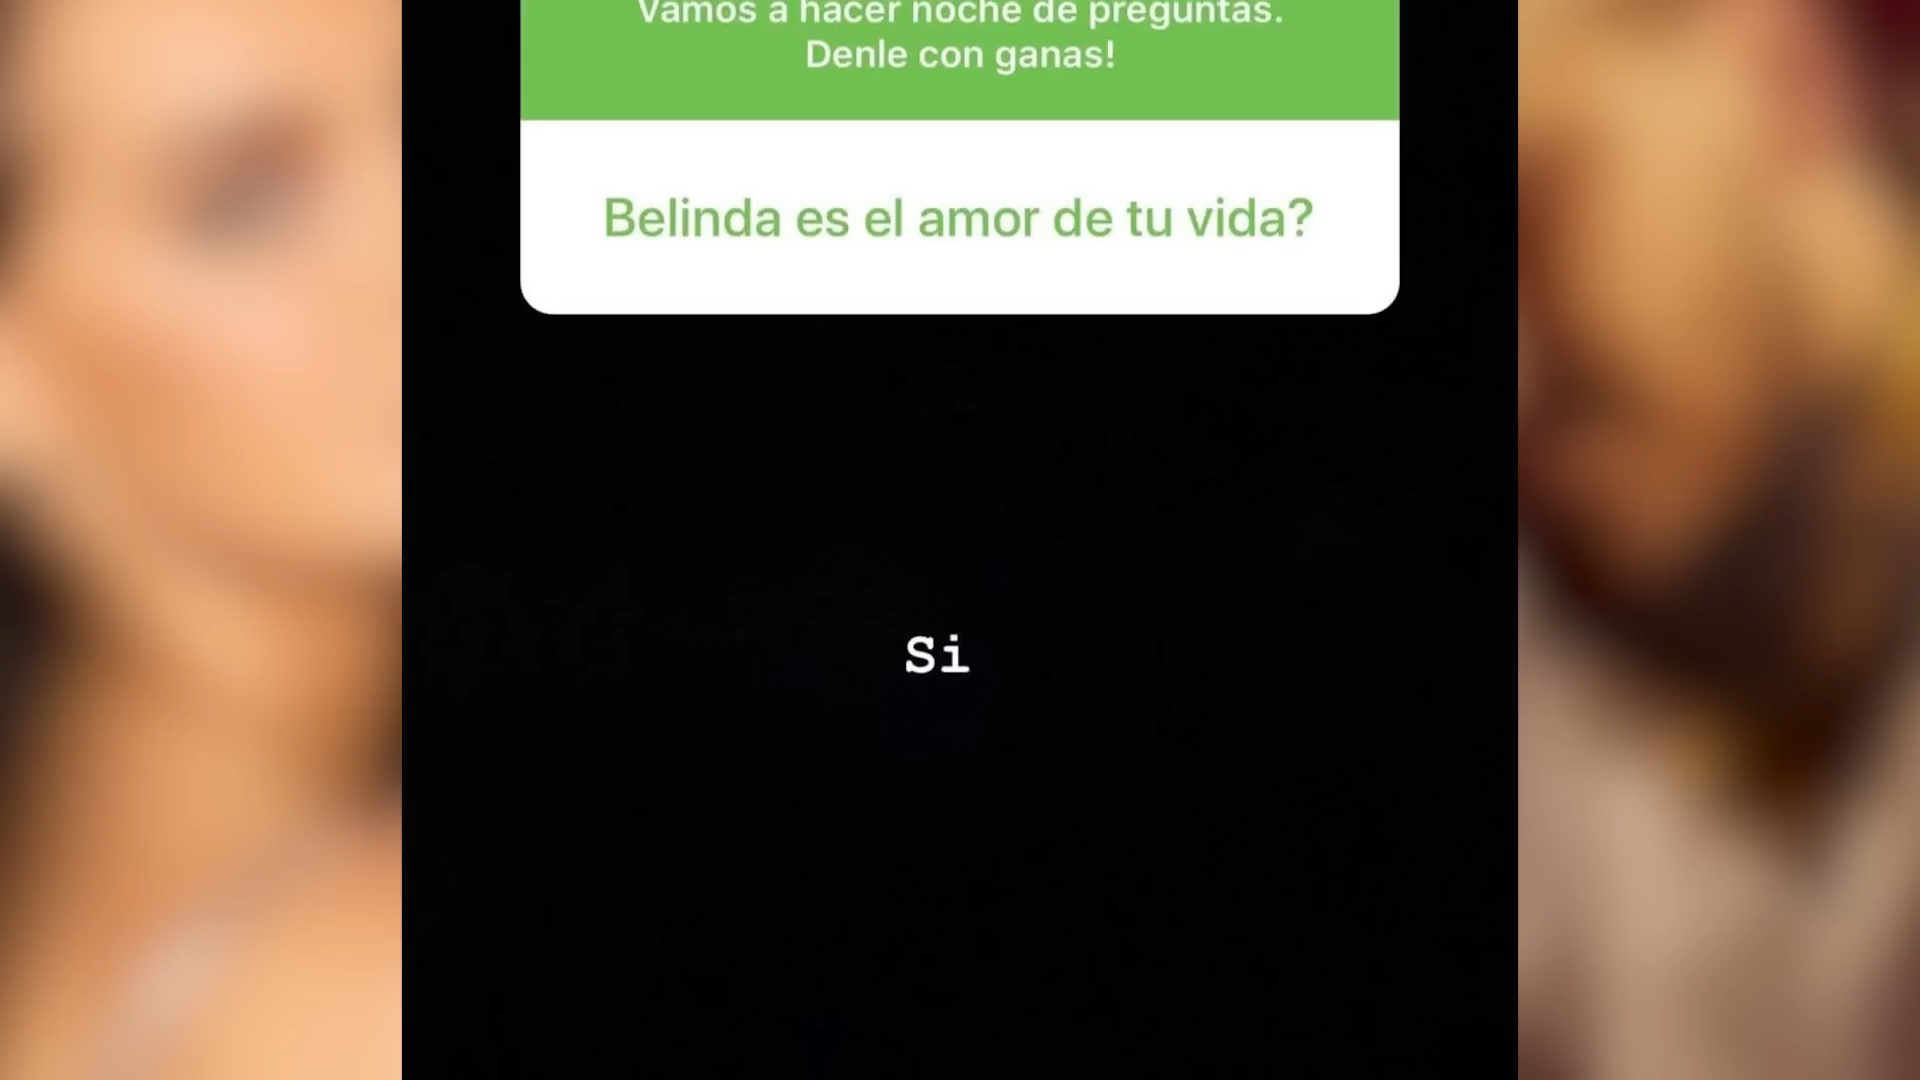 Vamos a hacer noche de preguntas.
Denle con ganas!
Belinda es el amor de tu vida?
Si